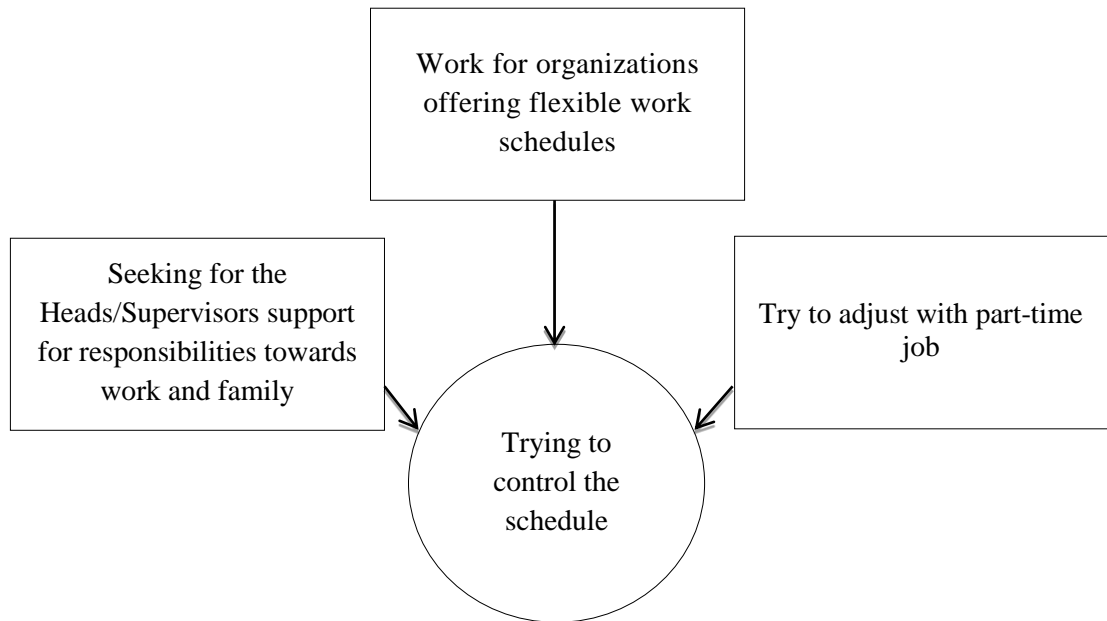 Work for organizations
offering flexible work
schedules
Seeking for the
Heads/Supervisors support
for responsibilities towards
work and family
Try to adjust with part-time
job
Trying to
control the
schedule